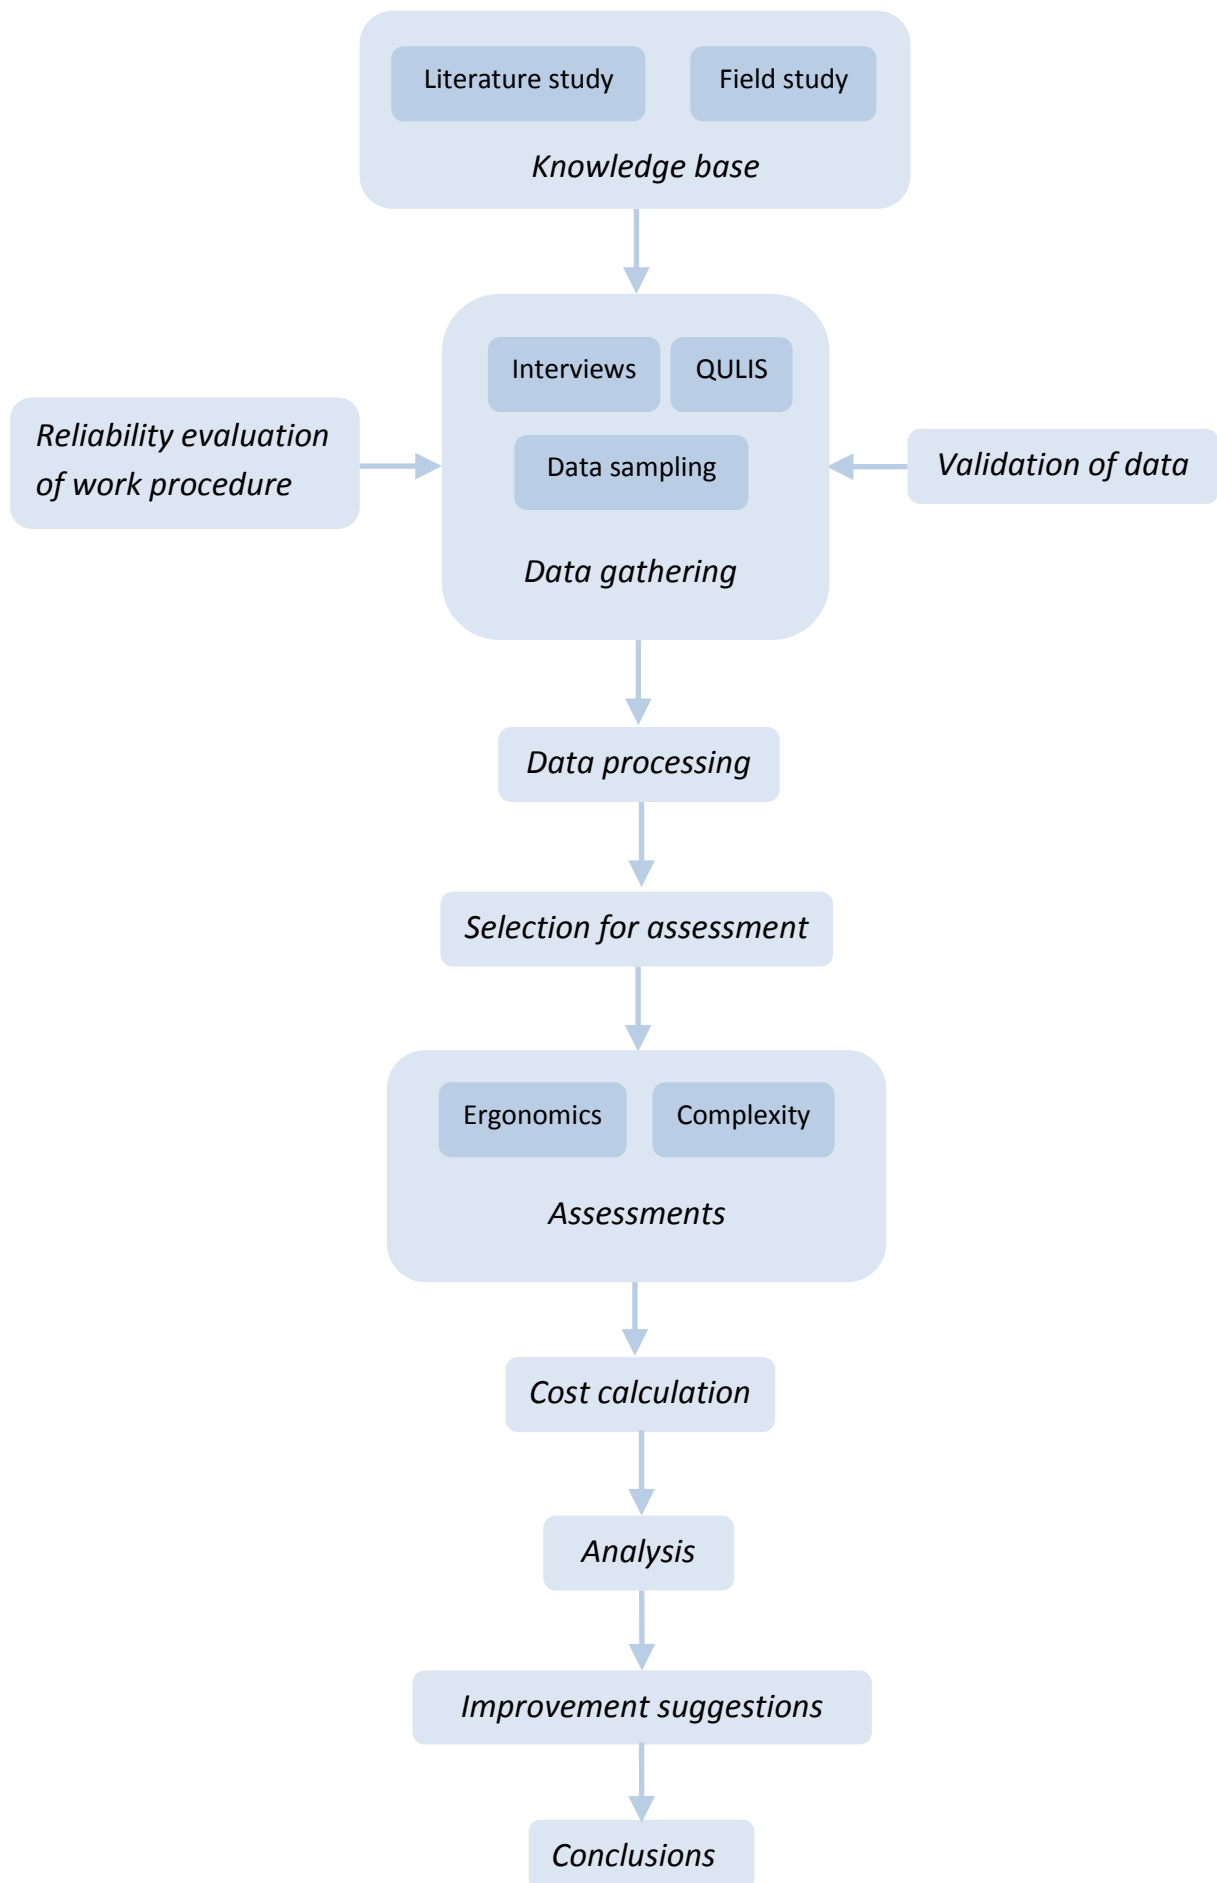 Literature study
Field study
Knowledge base
Interviews
QULIS
Data sampling
Data gathering
Reliability evaluation
of work procedure
Validation of data
Data processing
Selection for assessment
Ergonomics
Complexity
Assessments
Cost calculation
Analysis
Improvement suggestions
Conclusions